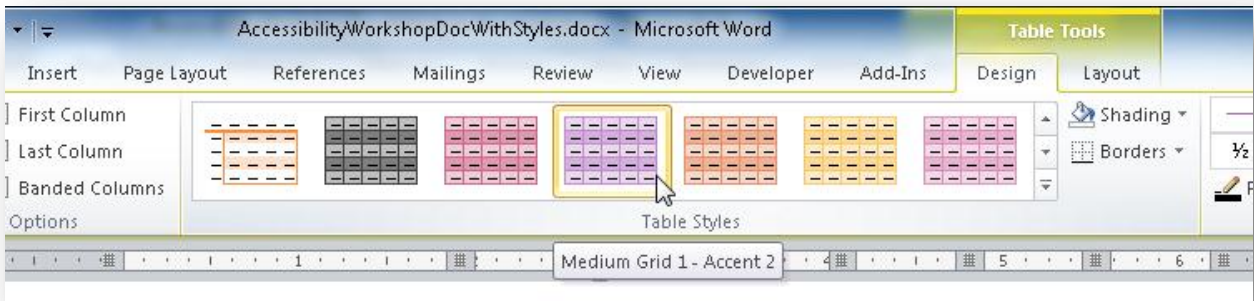 AccessibilityWorkshopDocWithStyles.docx - Microsoft Word
Table Tools
Insert Page Layout References Mailings Review View Developer Add-Ins Design Layout
First Column
Last Column
Banded Columns
Options
Shading
Borders
½
P
Table Styles
Medium Grid 1 - Accent 2
1 4 5 6